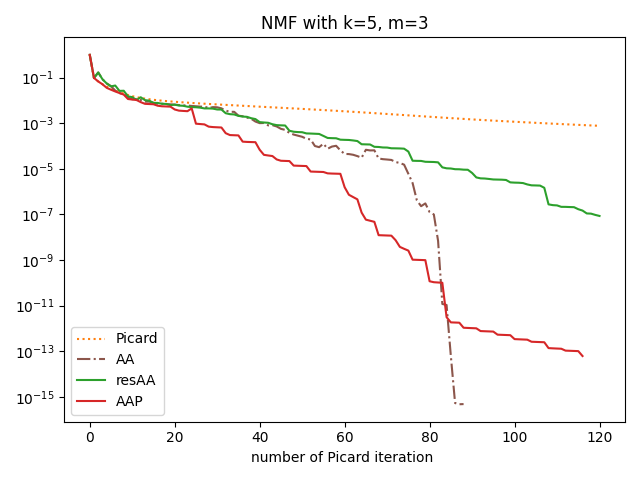 NMF with k=5, m=3
10⁻¹
10⁻³
10⁻⁵
10⁻⁷
10⁻⁹
10⁻¹¹
10⁻¹³
10⁻¹⁵
Picard
AA
resAA
AAP
0 20 40 60 80 100 120
number of Picard iteration